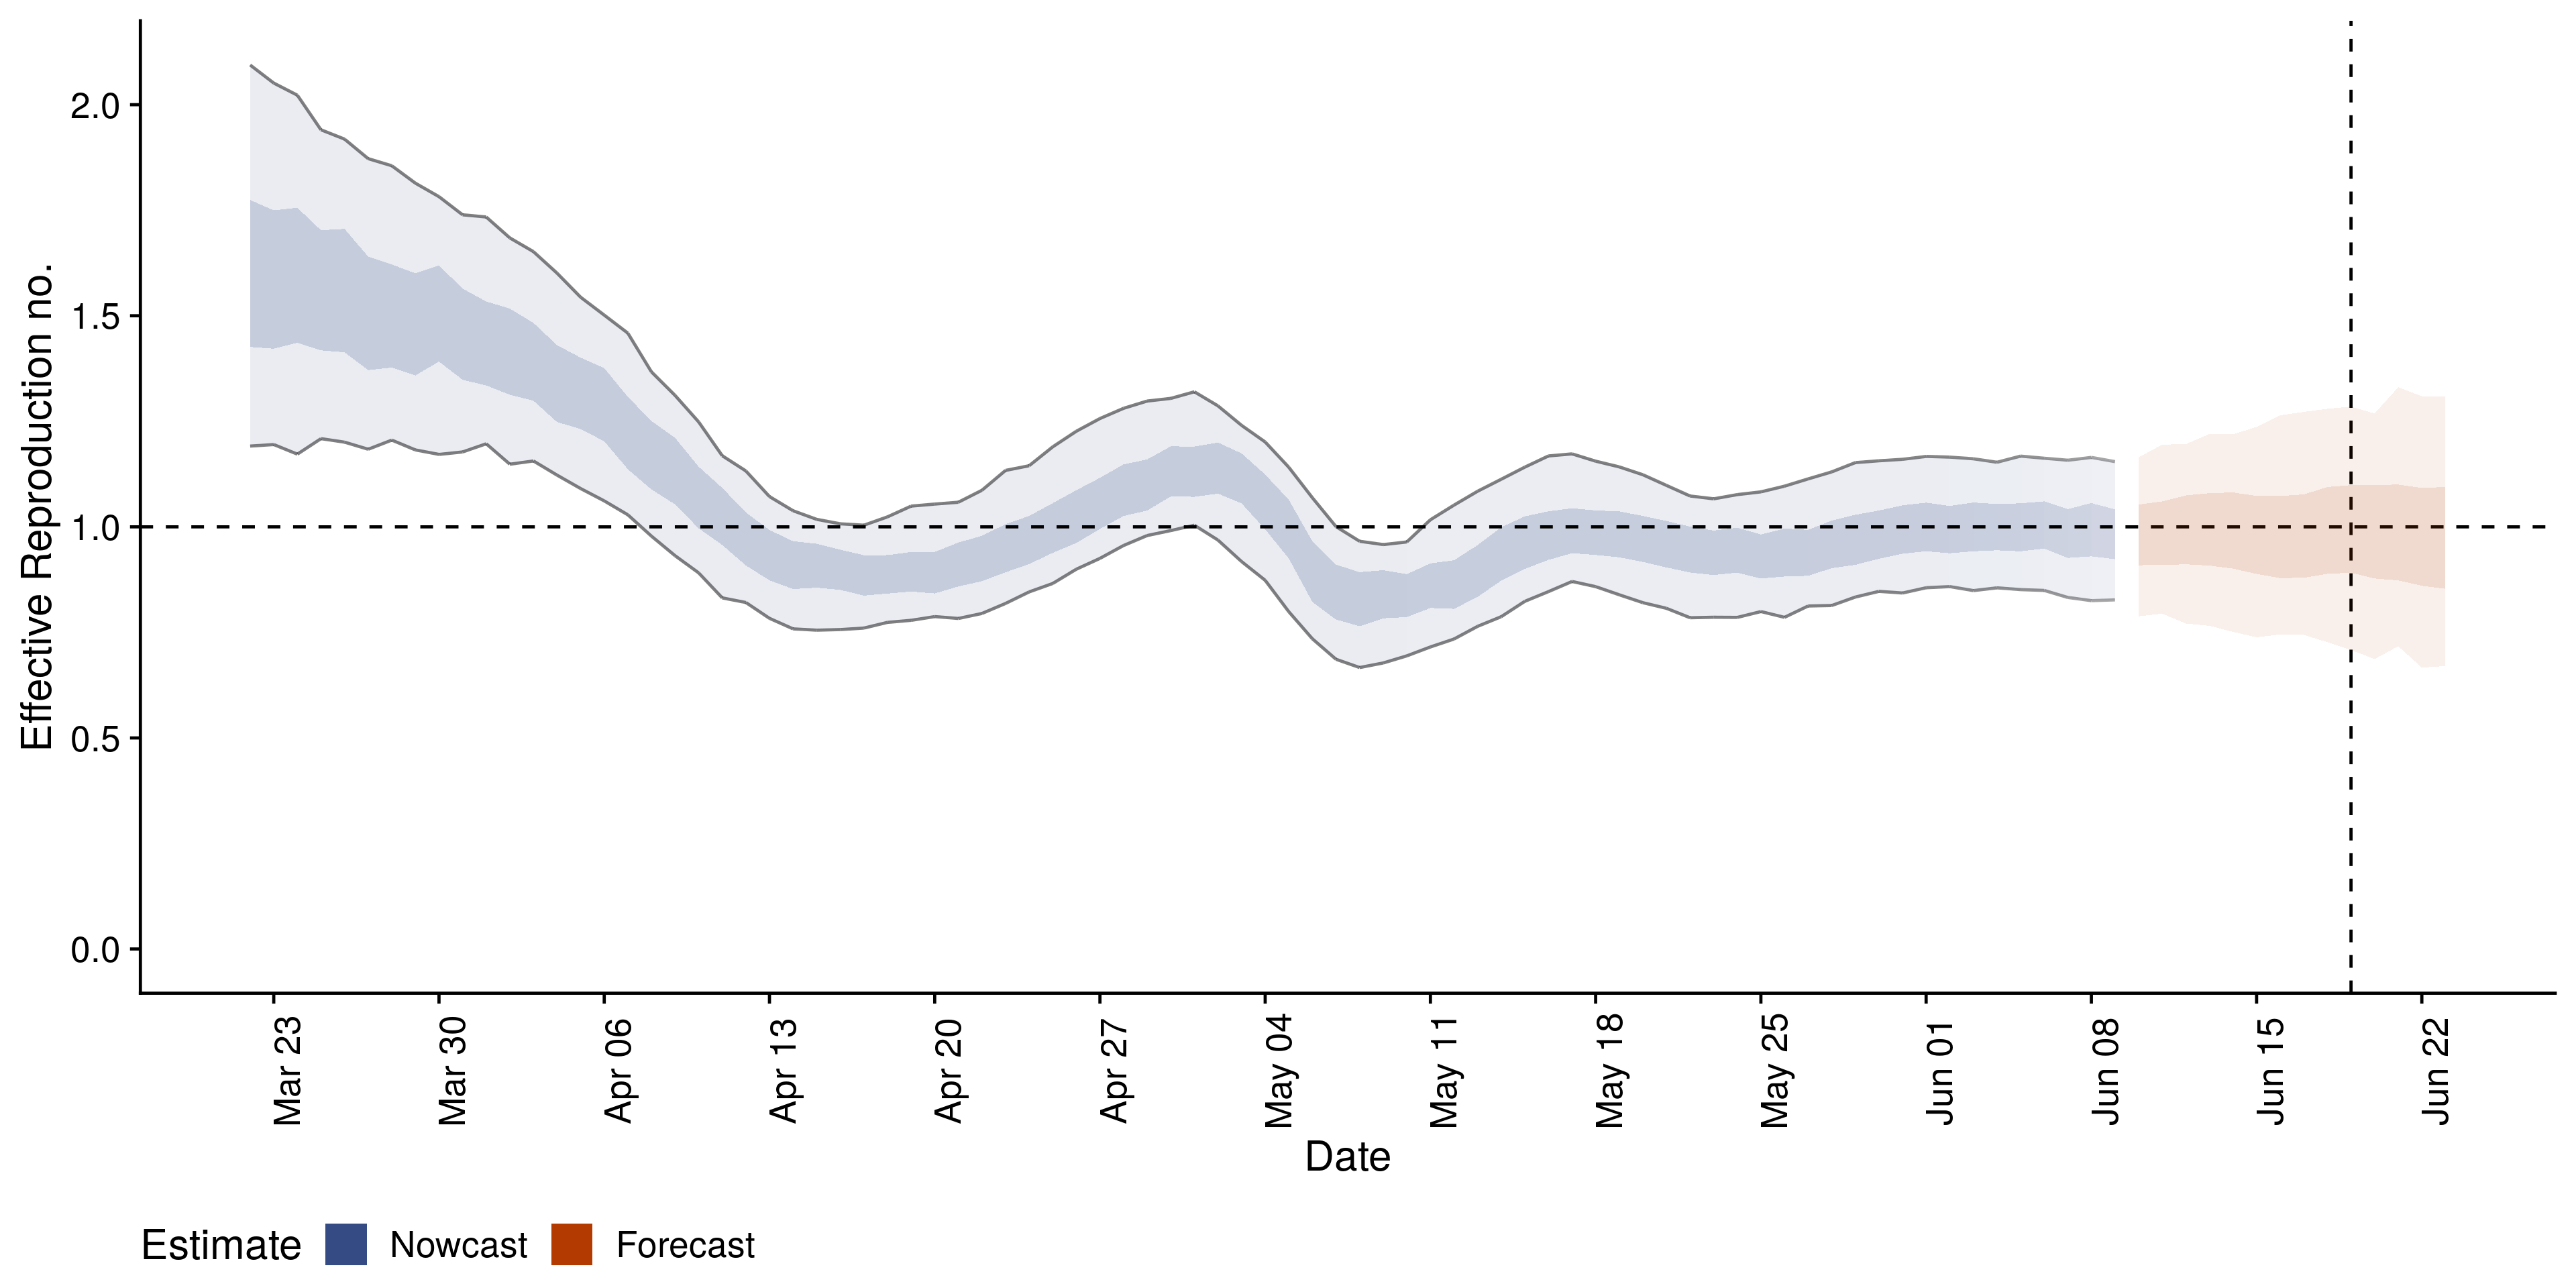 Effective Reproduction no.
2.0
1.5
1.0
0.5
0.0
Mar 23
Mar 30
Apr 06
Apr 13
Apr 20
Apr 27
May 04
May 11
May 18
May 25
Jun 01
Jun 08
Jun 15
Jun 22
Date
Estimate Nowcast Forecast